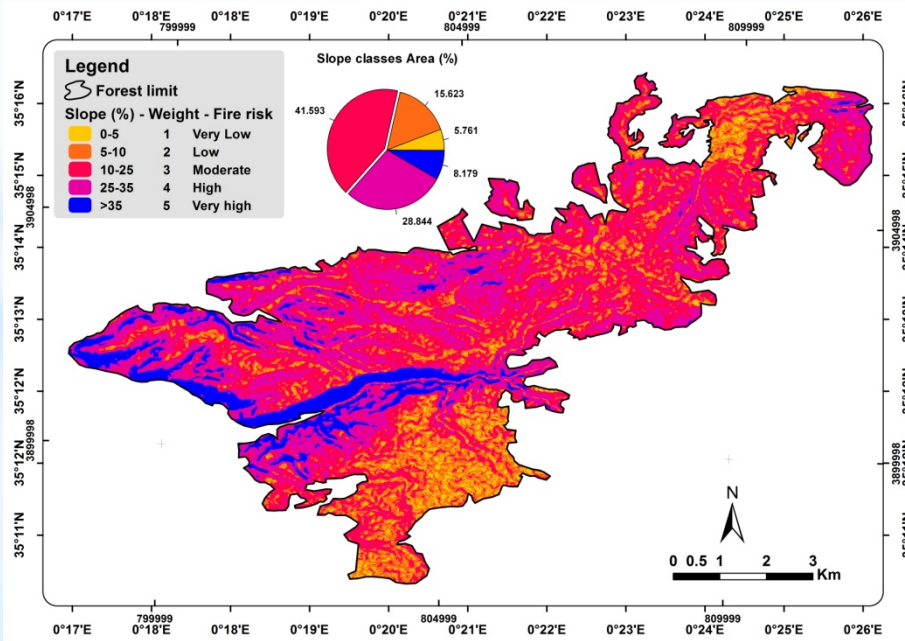 0°17'E 0°18'E 0°18'E 0°19'E 0°20'E 0°21'E 0°22'E 0°23'E 0°24'E 0°25'E 0°26'E
799999 804999 809999
Legend
Forest limit
Slope (%) - Weight - Fire risk
0-5 1 Very Low
5-10 2 Low
10-25 3 Moderate
25-35 4 High
>35 5 Very high
Slope classes Area (%)
15.623
41.593
5.761
8.179
28.844
35°16'N
35°15'N
3904998
35°14'N
35°13'N
35°12'N
3899998
35°12'N
35°11'N
3904998
3899998
N
0 0.5 1 2 3
Km
799999 804999 809999
0°17'E 0°18'E 0°18'E 0°19'E 0°20'E 0°21'E 0°22'E 0°23'E 0°24'E 0°25'E 0°26'E